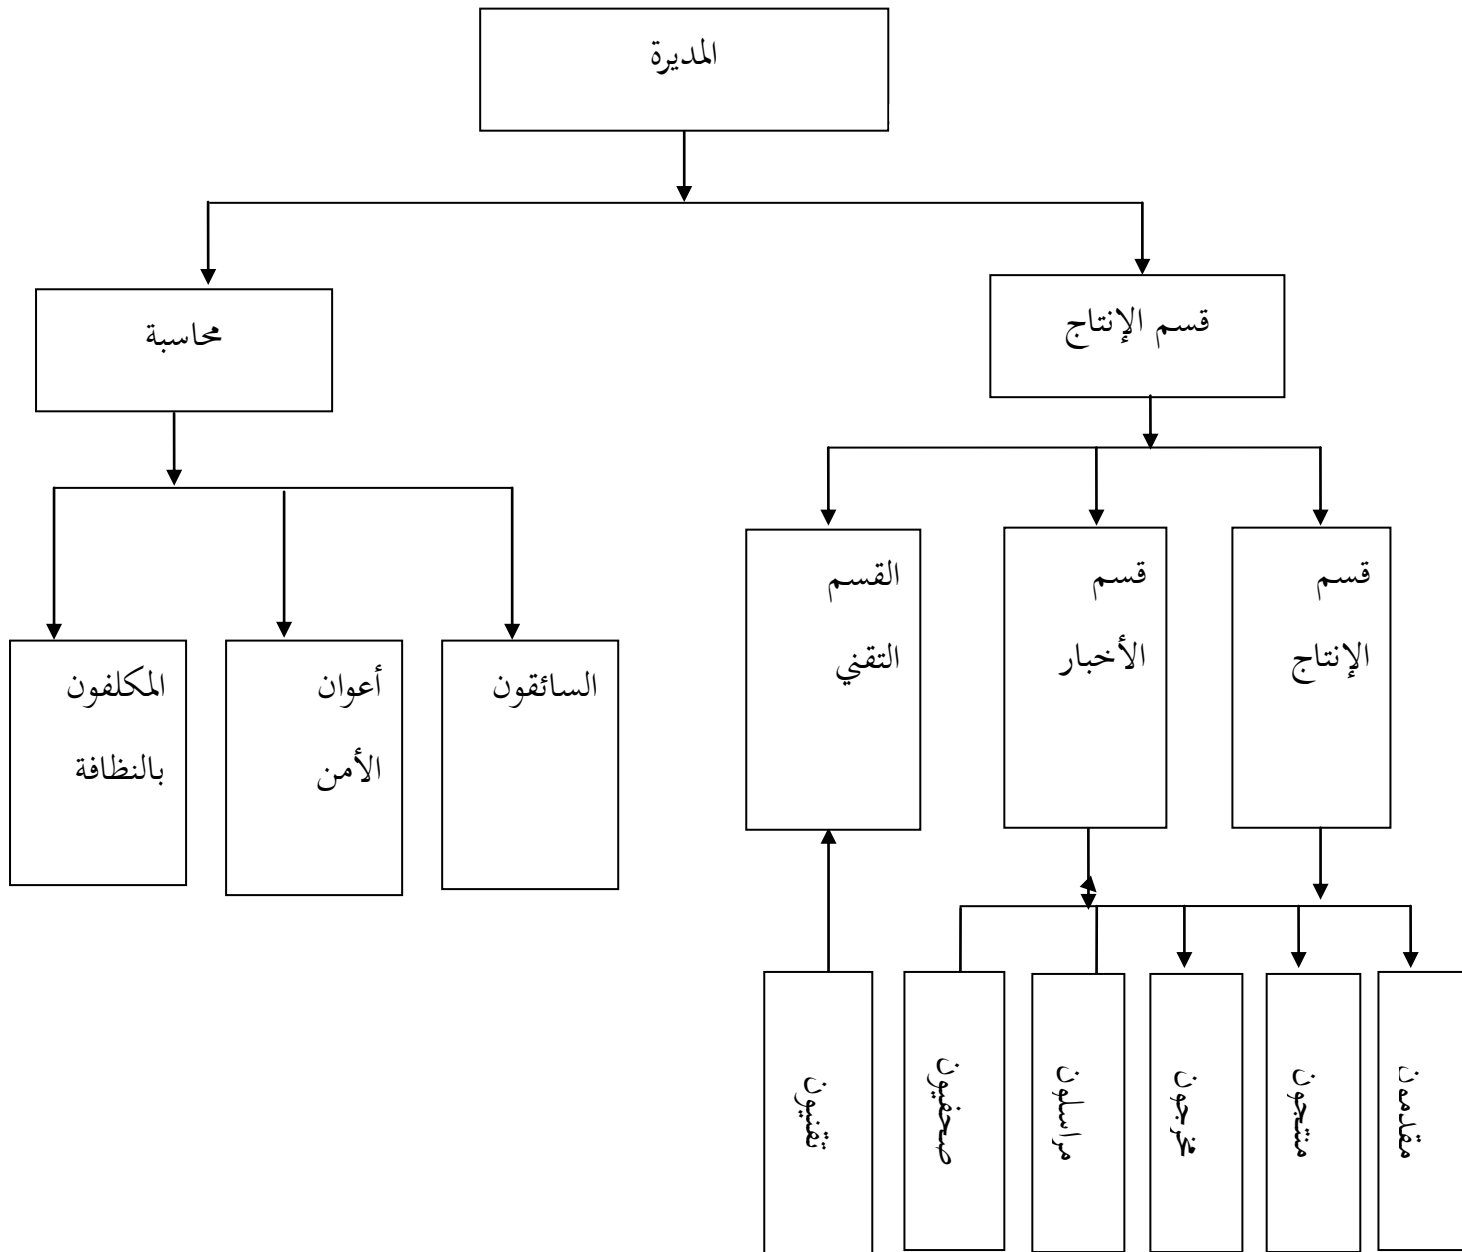 المديرة
قسم الإنتاج
محاسبة
قسم
الإنتاج
قسم
الأخبار
القسم
التقني
السائقون
أعوان
الأمن
المكلفون
بالنظافة
مقدمون
منتجون
مخرجون
مراسلون
صحفيون
تقنيون